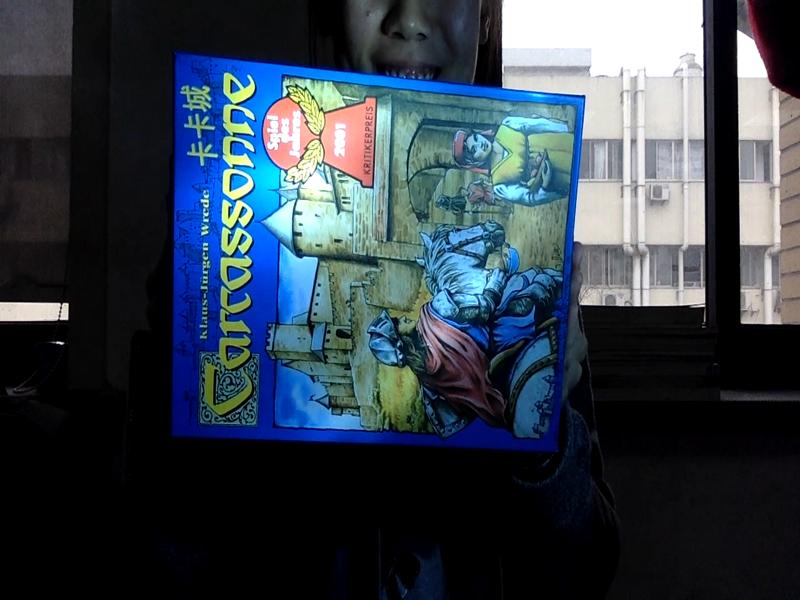 卡卡城
Klaus-Jürgen Wrede
Carcassonne
Spiel
des
Jahres
2001
KRITIKERPREIS